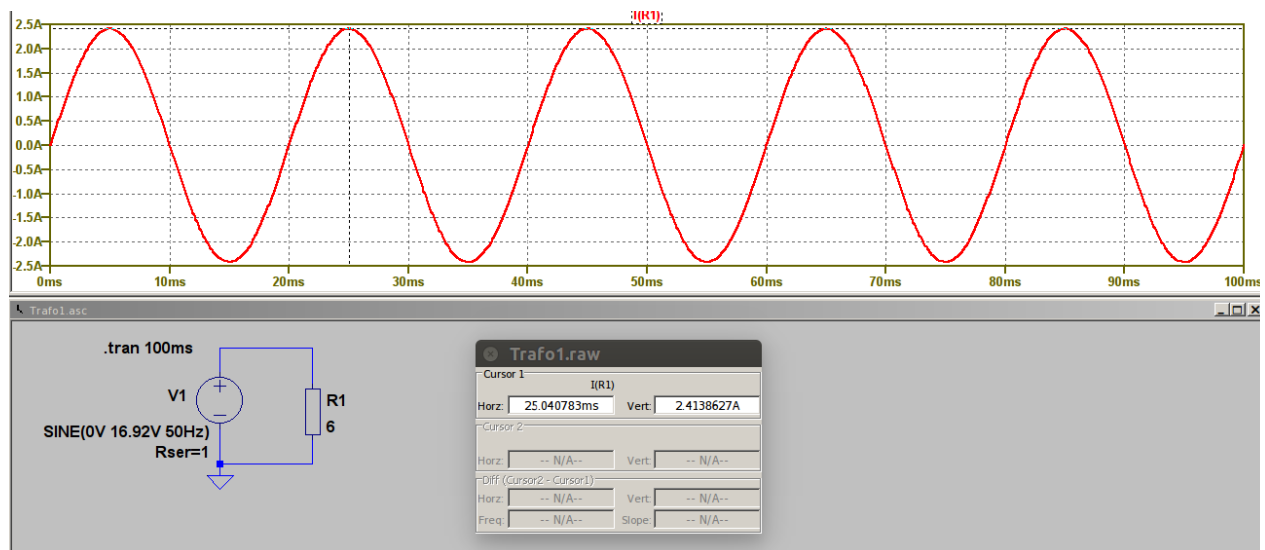 I(R1)
2.5A
2.0A
1.5A
1.0A
0.5A
0.0A
-0.5A
-1.0A
-1.5A
-2.0A
-2.5A
0ms 10ms 20ms 30ms 40ms 50ms 60ms 70ms 80ms 90ms 100ms
Trafo1.asc
.tran 100ms
V1
SINE(0V 16.92V 50Hz)
Rser=1
R1
6
Trafo1.raw
Cursor 1
I(R1)
Horz: 25.040783ms Vert: 2.4138627A
Cursor 2
Horz: -- N/A-- Vert: -- N/A--
Diff (Cursor2 - Cursor1)
Horz: -- N/A-- Vert: -- N/A--
Freq: -- N/A-- Slope: -- N/A--